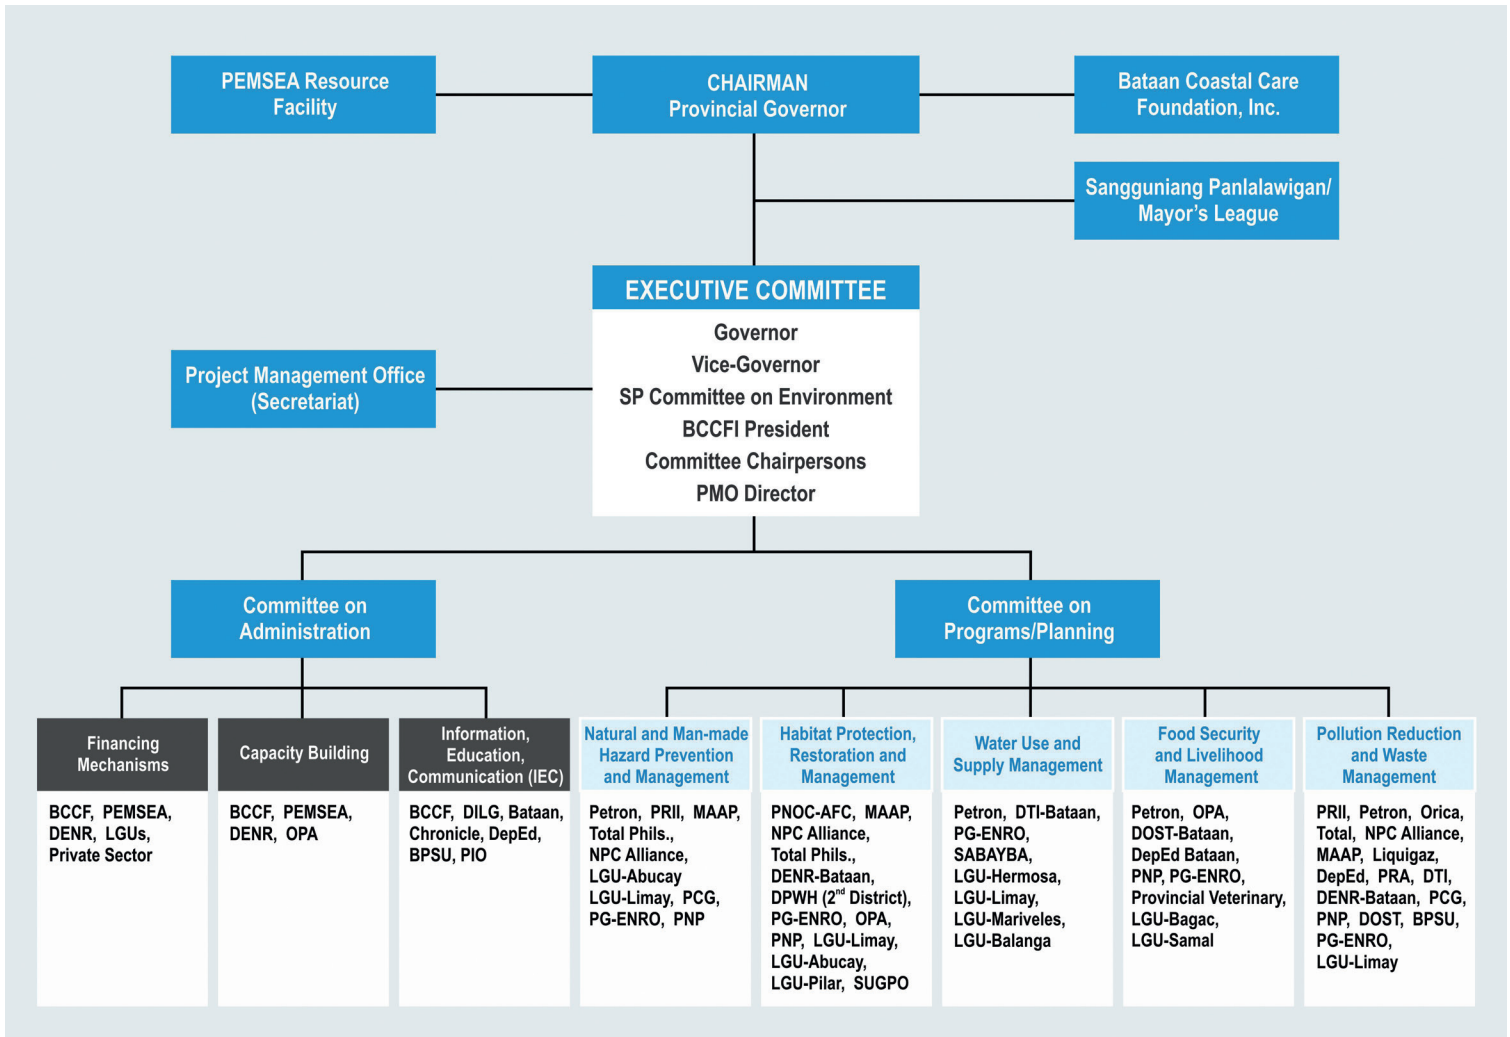 PEMSEA Resource
Facility
CHAIRMAN
Provincial Governor
Bataan Coastal Care
Foundation, Inc.
Sangguniang Panlalawigan/
Mayor's League
EXECUTIVE COMMITTEE
Governor
Vice-Governor
SP Committee on Environment
BCCFI President
Committee Chairpersons
PMO Director
Project Management Office
(Secretariat)
Committee on
Administration
Committee on
Programs/Planning
Financing
Mechanisms
BCCF, PEMSEA,
DENR, LGUs,
Private Sector
Capacity Building
BCCF, PEMSEA,
DENR, OPA
Information,
Education,
Communication (IEC)
BCCF, DILG, Bataan,
Chronicle, DepEd,
BPSU, PIO
Natural and Man-made
Hazard Prevention
and Management
Petron, PRII, MAAP,
Total Phils.,
NPC Alliance,
LGU-Abucay
LGU-Limay, PCG,
PG-ENRO, PNP
Habitat Protection,
Restoration and
Management
PNOC-AFC, MAAP,
NPC Alliance,
Total Phils.,
DENR-Bataan,
DPWH (2nd District),
PG-ENRO, OPA,
PNP, LGU-Limay,
LGU-Abucay,
LGU-Pilar, SUGPO
Water Use and
Supply Management
Petron, DTI-Bataan,
PG-ENRO,
SABAYBA,
LGU-Hermosa,
LGU-Limay,
LGU-Mariveles,
LGU-Balanga
Food Security
and Livelihood
Management
Petron, OPA,
DOST-Bataan,
DepEd Bataan,
PNP, PG-ENRO,
Provincial Veterinary,
LGU-Bagac,
LGU-Samal
Pollution Reduction
and Waste
Management
PRII, Petron, Orica,
Total, NPC Alliance,
MAAP, Liquigaz,
DepEd, PRA, DTI,
DENR-Bataan, PCG,
PNP, DOST, BPSU,
PG-ENRO,
LGU-Limay